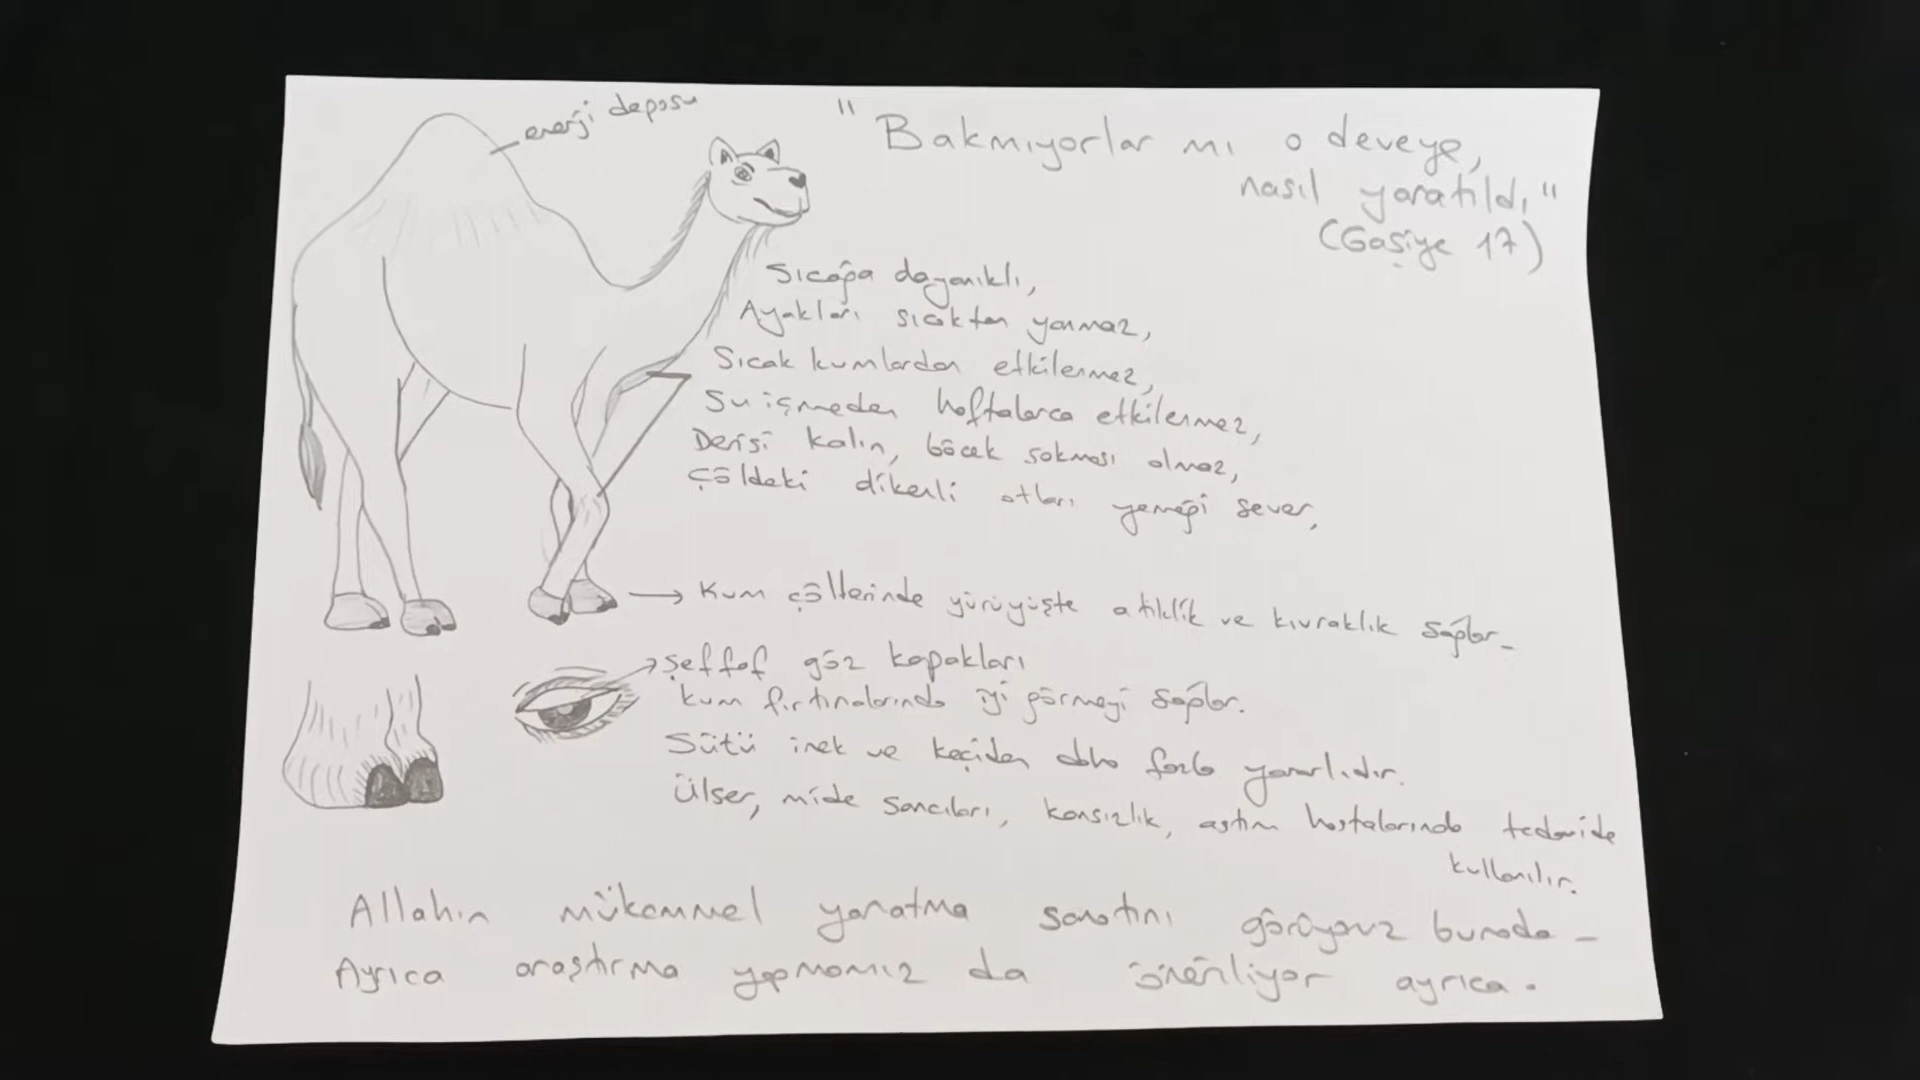 enerji deposu
"Bakmıyorlar mı o deveye,
nasıl yaratıldı"
(Gaşiye 17)
Sıcağa dayanıklı,
Ayakları sıcaktan yanmaz,
Sıcak kumlardan etkilenmez,
Su içmeden haftalarca etkilenmez,
Derisi kalın, böcek sokması olmaz,
Çöldeki dikenli otları yemeği sever,
Kum çöllerinde yürüyüşte atiklik ve kıvraklık sağlar.
Şeffaf göz kapakları
kum fırtınalarında iyi görmeyi sağlar.
Sütü inek ve keçiden daha fazla yararlıdır.
Ülser, mide sancıları, kansızlık, astım hastalarında tedavide
kullanılır.
Allahın mükemmel yaratma sanatını görüyoruz burada.
Ayrıca araştırma yapmamız da öneriliyor ayrıca.